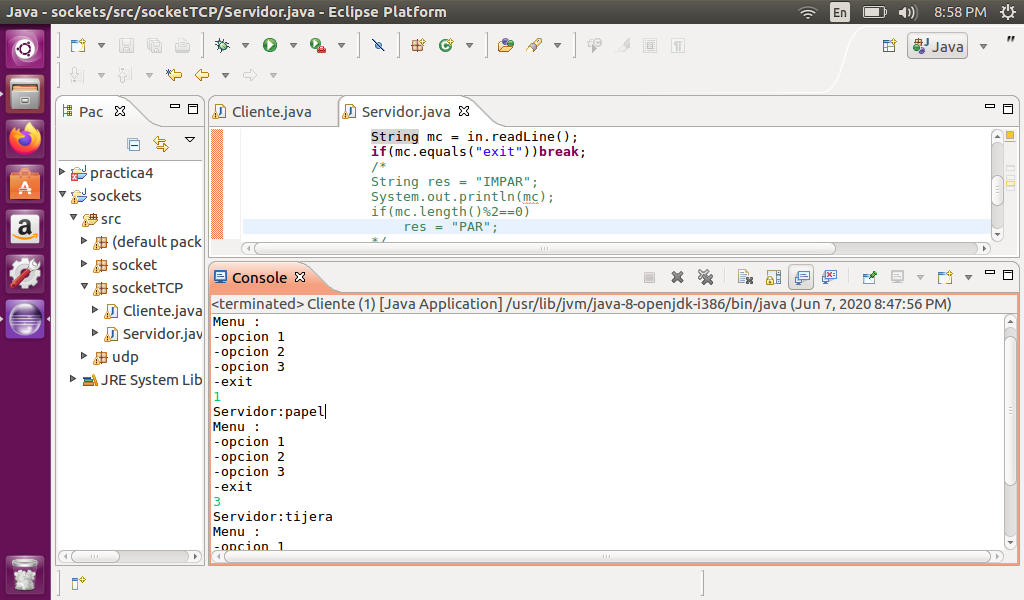 Java - sockets/src/socketTCP/Servidor.java - Eclipse Platform
En
8:58 PM
Java
"
Pac
practica4
sockets
src
(default pack
socket
socketTCP
Cliente.java
Servidor.jav
udp
JRE System Lib
Cliente.java
Servidor.java
String mc = in.readLine();
if(mc.equals("exit"))break;
/*
String res = "IMPAR";
System.out.println(mc);
if(mc.length()%2==0)
res = "PAR";
*/
Console
<terminated> Cliente (1) [Java Application] /usr/lib/jvm/java-8-openjdk-i386/bin/java (Jun 7, 2020 8:47:56 PM)
Menu :
-opcion 1
-opcion 2
-opcion 3
-exit
1
Servidor:papel
Menu :
-opcion 1
-opcion 2
-opcion 3
-exit
3
Servidor:tijera
Menu :
-opcion 1